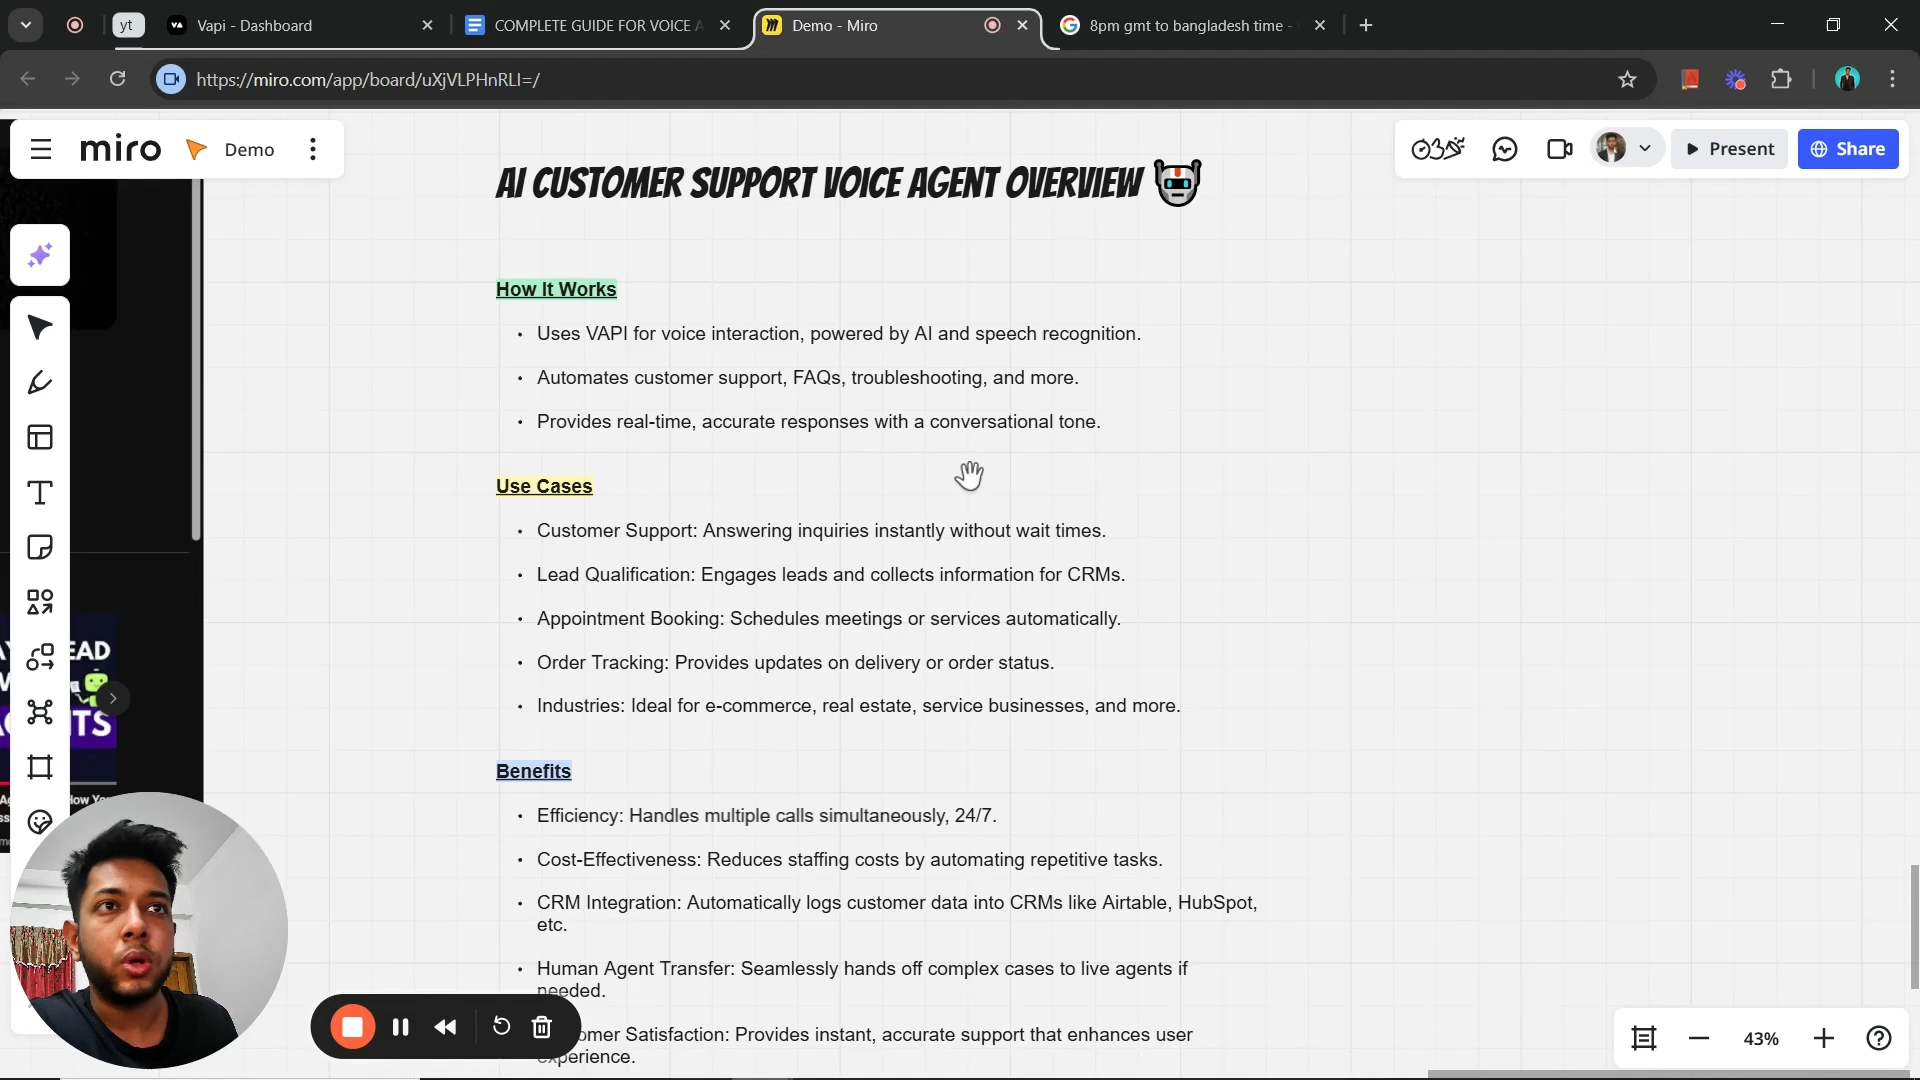 yt
Vapi - Dashboard
COMPLETE GUIDE FOR VOICE A
Demo - Miro
8pm gmt to bangladesh time -
https://miro.com/app/board/uXjVLPHnRLI=/
miro
Demo
Present
Share
AI CUSTOMER SUPPORT VOICE AGENT OVERVIEW
How It Works
• Uses VAPI for voice interaction, powered by AI and speech recognition.
• Automates customer support, FAQs, troubleshooting, and more.
• Provides real-time, accurate responses with a conversational tone.
Use Cases
• Customer Support: Answering inquiries instantly without wait times.
• Lead Qualification: Engages leads and collects information for CRMs.
• Appointment Booking: Schedules meetings or services automatically.
• Order Tracking: Provides updates on delivery or order status.
• Industries: Ideal for e-commerce, real estate, service businesses, and more.
Benefits
• Efficiency: Handles multiple calls simultaneously, 24/7.
• Cost-Effectiveness: Reduces staffing costs by automating repetitive tasks.
• CRM Integration: Automatically logs customer data into CRMs like Airtable, HubSpot,
etc.
• Human Agent Transfer: Seamlessly hands off complex cases to live agents if
needed.
omer Satisfaction: Provides instant, accurate support that enhances user
experience.
EAD
TS
How Yo
43%